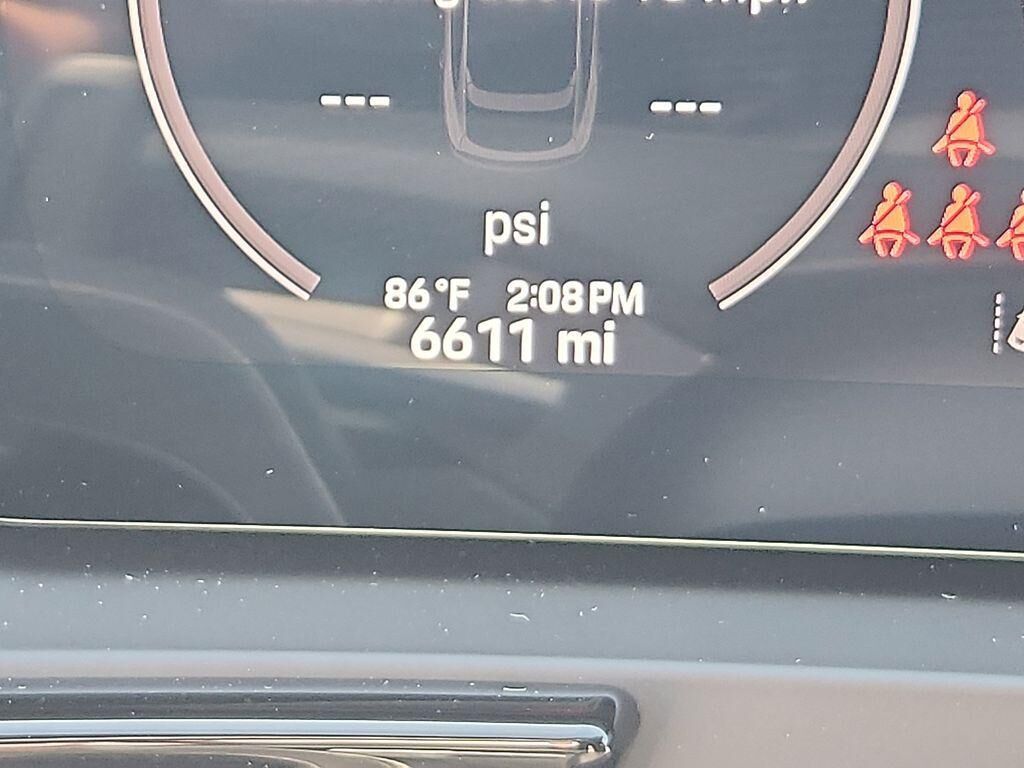 --- ---
psi
86°F 2:08PM
6611 mi